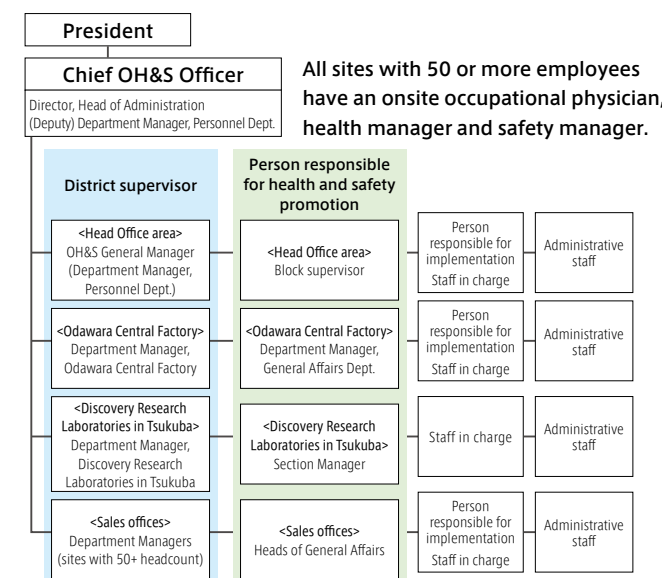 President
Chief OH&S Officer
Director, Head of Administration
(Deputy) Department Manager, Personnel Dept.
All sites with 50 or more employees
have an onsite occupational physician,
health manager and safety manager.
District supervisor
Person responsible
for health and safety
promotion
<Head Office area>
OH&S General Manager
(Department Manager,
Personnel Dept.)
<Head Office area>
Block supervisor
Person
responsible for
implementation
Staff in charge
Administrative
staff
<Odawara Central Factory>
Department Manager,
Odawara Central Factory
<Odawara Central Factory>
Department Manager,
General Affairs Dept.
Person
responsible for
implementation
Staff in charge
Administrative
staff
<Discovery Research
Laboratories in Tsukuba>
Department Manager,
Discovery Research
Laboratories in Tsukuba
<Discovery Research
Laboratories in Tsukuba>
Section Manager
Staff in charge
Administrative
staff
<Sales offices>
Department Managers
(sites with 50+ headcount)
<Sales offices>
Heads of General Affairs
Person
responsible for
implementation
Staff in charge
Administrative
staff